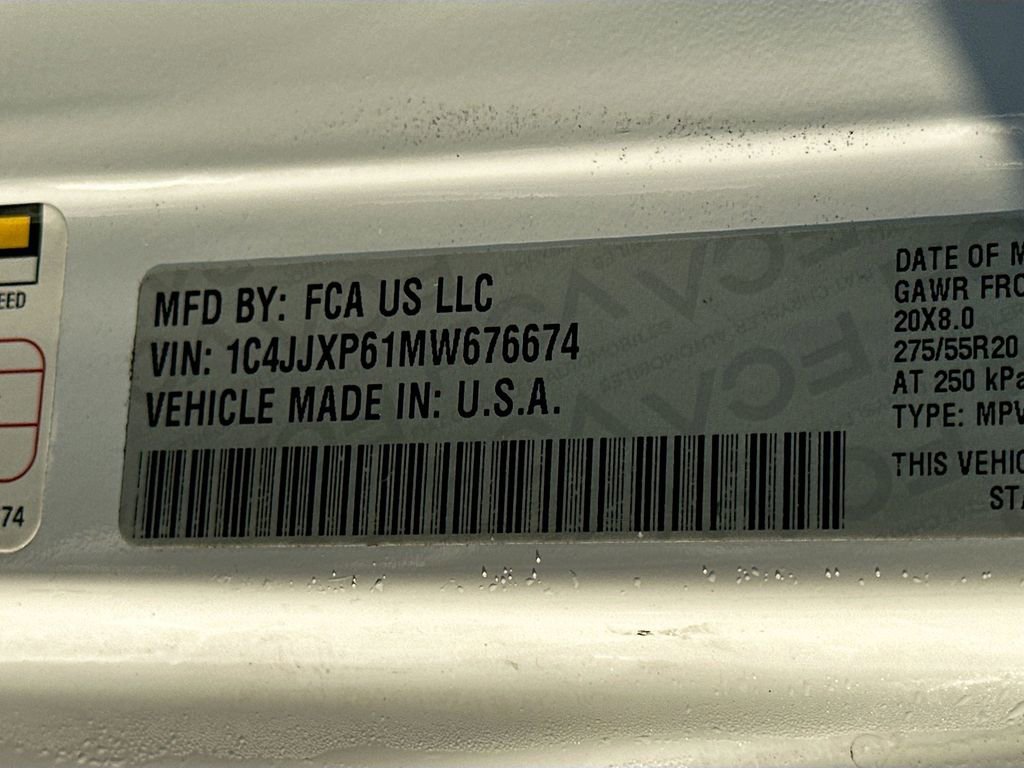 EED
74
MFD BY: FCA US LLC
VIN: 1C4JJXP61MW676674
VEHICLE MADE IN: U.S.A.
DATE OF M
GAWR FRO
20X8.0
275/55R20
AT 250 kPa
TYPE: MPV
THIS VEHIC
STA